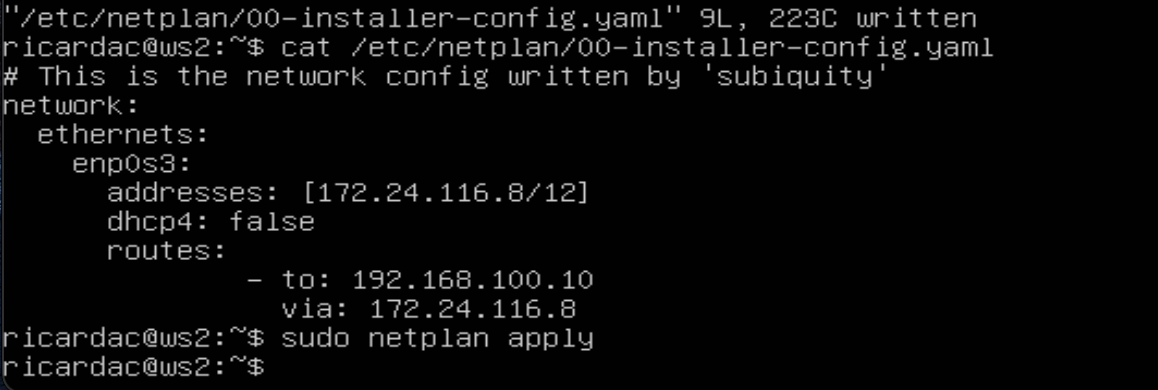 "/etc/netplan/00-installer-config.yaml" 9L, 223C written
ricardac@ws2:~$ cat /etc/netplan/00-installer-config.yaml
# This is the network config written by 'subiquity'
network:
  ethernets:
    enp0s3:
      addresses: [172.24.116.8/12]
      dhcp4: false
      routes:
              - to: 192.168.100.10
                via: 172.24.116.8
ricardac@ws2:~$ sudo netplan apply
ricardac@ws2:~$